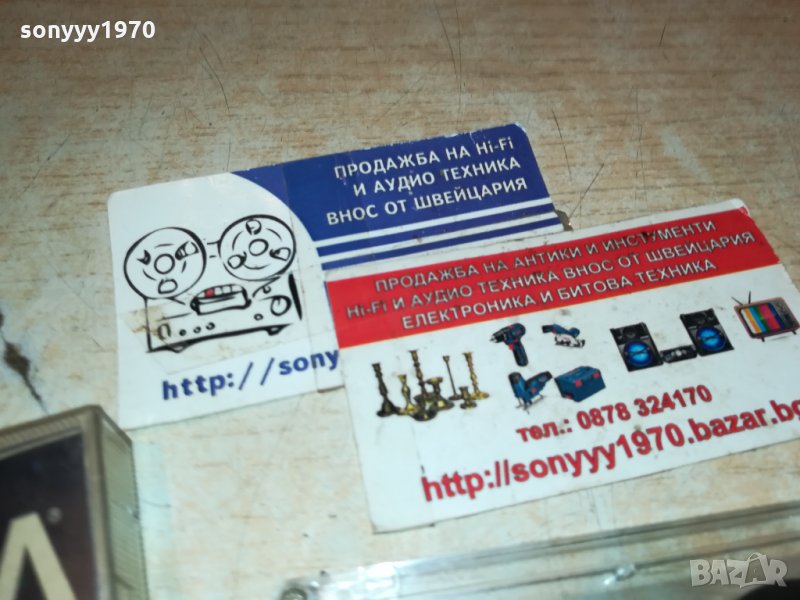 sonyyy1970
ПРОДАЖБА НА Hi-Fi
И АУДИО ТЕХНИКА
ВНОС ОТ ШВЕЙЦАРИЯ
http://sony
ПРОДАЖБА НА АНТИКИ И ИНСТУМЕНТИ
Hi-Fi И АУДИО ТЕХНИКА ВНОС ОТ ШВЕЙЦАРИЯ
ЕЛЕКТРОНИКА И БИТОВА ТЕХНИКА
тел.: 0878 324170
http://sonyyy1970.bazar.bg
BAZAR